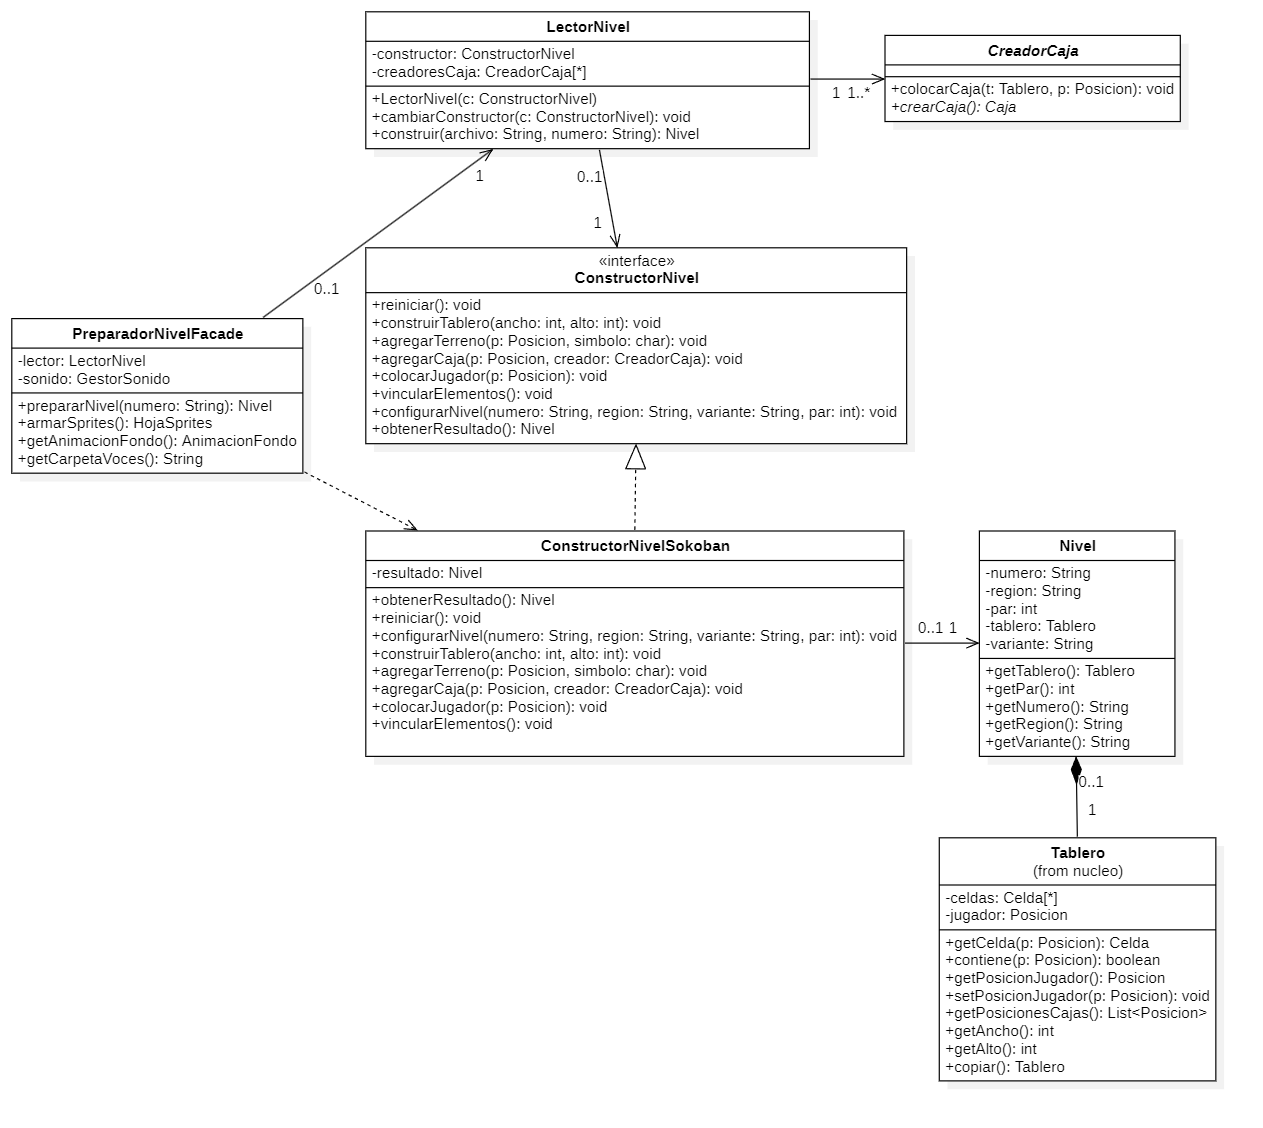 LectorNivel
-constructor: ConstructorNivel
-creadoresCaja: CreadorCaja[*]
+LectorNivel(c: ConstructorNivel)
+cambiarConstructor(c: ConstructorNivel): void
+construir(archivo: String, numero: String): Nivel
1 1..*
CreadorCaja
+colocarCaja(t: Tablero, p: Posicion): void
+crearCaja(): Caja
1
0..1
0..1
1
«interface»
ConstructorNivel
+reiniciar(): void
+construirTablero(ancho: int, alto: int): void
+agregarTerreno(p: Posicion, simbolo: char): void
+agregarCaja(p: Posicion, creador: CreadorCaja): void
+colocarJugador(p: Posicion): void
+vincularElementos(): void
+configurarNivel(numero: String, region: String, variante: String, par: int): void
+obtenerResultado(): Nivel
PreparadorNivelFacade
-lector: LectorNivel
-sonido: GestorSonido
+prepararNivel(numero: String): Nivel
+armarSprites(): HojaSprites
+getAnimacionFondo(): AnimacionFondo
+getCarpetaVoces(): String
ConstructorNivelSokoban
-resultado: Nivel
+obtenerResultado(): Nivel
+reiniciar(): void
+configurarNivel(numero: String, region: String, variante: String, par: int): void
+construirTablero(ancho: int, alto: int): void
+agregarTerreno(p: Posicion, simbolo: char): void
+agregarCaja(p: Posicion, creador: CreadorCaja): void
+colocarJugador(p: Posicion): void
+vincularElementos(): void
0..1 1
Nivel
-numero: String
-region: String
-par: int
-tablero: Tablero
-variante: String
+getTablero(): Tablero
+getPar(): int
+getNumero(): String
+getRegion(): String
+getVariante(): String
0..1
1
Tablero
(from nucleo)
-celdas: Celda[*]
-jugador: Posicion
+getCelda(p: Posicion): Celda
+contiene(p: Posicion): boolean
+getPosicionJugador(): Posicion
+setPosicionJugador(p: Posicion): void
+getPosicionesCajas(): List<Posicion>
+getAncho(): int
+getAlto(): int
+copiar(): Tablero